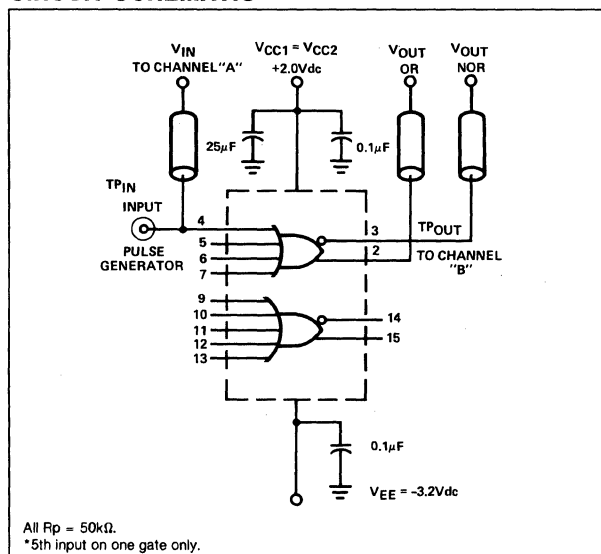 VIN
TO CHANNEL "A"
VCC1 = VCC2
+2.0Vdc
VOUT
OR
VOUT
NOR
25μF
0.1μF
TPIN
INPUT
PULSE
GENERATOR
4
5
6
7
3
TPOUT
2
TO CHANNEL
"B"
9
10
11
12
13
14
15
0.1μF
VEE = -3.2Vdc
All Rp = 50kΩ.
*5th input on one gate only.